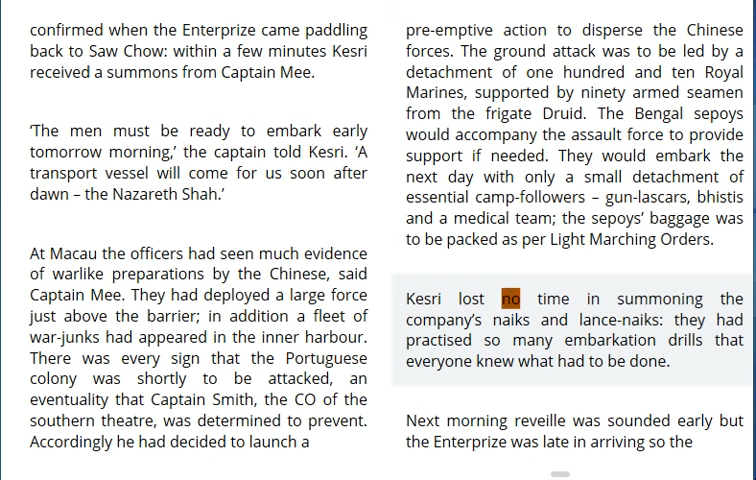 confirmed when the Enterprize came paddling
back to Saw Chow: within a few minutes Kesri
received a summons from Captain Mee.
‘The men must be ready to embark early
tomorrow morning,’ the captain told Kesri. ‘A
transport vessel will come for us soon after
dawn – the Nazareth Shah.’
At Macau the officers had seen much evidence
of warlike preparations by the Chinese, said
Captain Mee. They had deployed a large force
just above the barrier; in addition a fleet of
war-junks had appeared in the inner harbour.
There was every sign that the Portuguese
colony was shortly to be attacked, an
eventuality that Captain Smith, the CO of the
southern theatre, was determined to prevent.
Accordingly he had decided to launch a
pre-emptive action to disperse the Chinese
forces. The ground attack was to be led by a
detachment of one hundred and ten Royal
Marines, supported by ninety armed seamen
from the frigate Druid. The Bengal sepoys
would accompany the assault force to provide
support if needed. They would embark the
next day with only a small detachment of
essential camp-followers – gun-lascars, bhistis
and a medical team; the sepoys’ baggage was
to be packed as per Light Marching Orders.
Kesri lost no time in summoning the
company’s naiks and lance-naiks: they had
practised so many embarkation drills that
everyone knew what had to be done.
Next morning reveille was sounded early but
the Enterprize was late in arriving so the